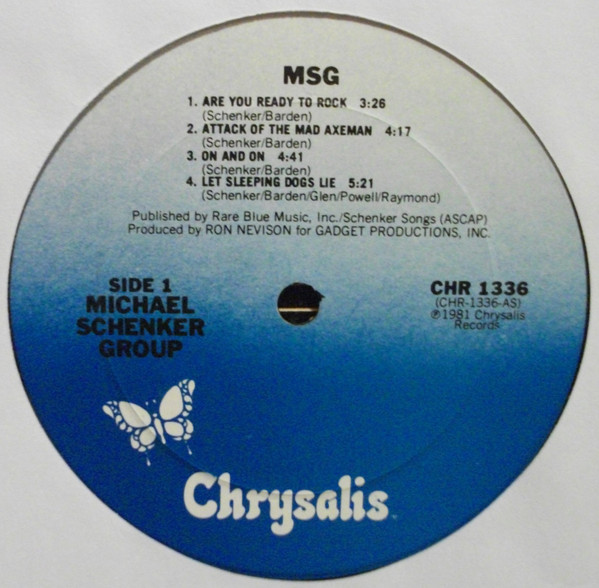 MSG
1. ARE YOU READY TO ROCK 3:26
(Schenker/Barden)
2. ATTACK OF THE MAD AXEMAN 4:17
(Schenker/Barden)
3. ON AND ON 4:41
(Schenker/Barden)
4. LET SLEEPING DOGS LIE 5:21
(Schenker/Barden/Glen/Powell/Raymond)
Published by Rare Blue Music, Inc./Schenker Songs (ASCAP)
Produced by RON NEVISON for GADGET PRODUCTIONS, INC.
SIDE 1
MICHAEL
SCHENKER
GROUP
CHR 1336
(CHR-1336-AS)
℗1981 Chrysalis
Records
Chrysalis